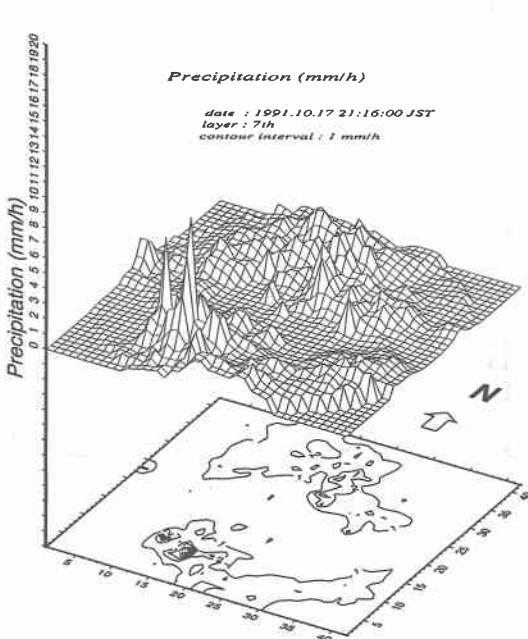 Precipitation (mm/h)
date : 1991.10.17 21:16:00 JST
layer : 7th
contour interval : 1 mm/h
Precipitation (mm/h)
0 1 2 3 4 5 6 7 8 9 10 11 12 13 14 15 16 17 18 19 20
N
5 10 15 20 25 30 35 40
5 10 15 20 25 30 35 40